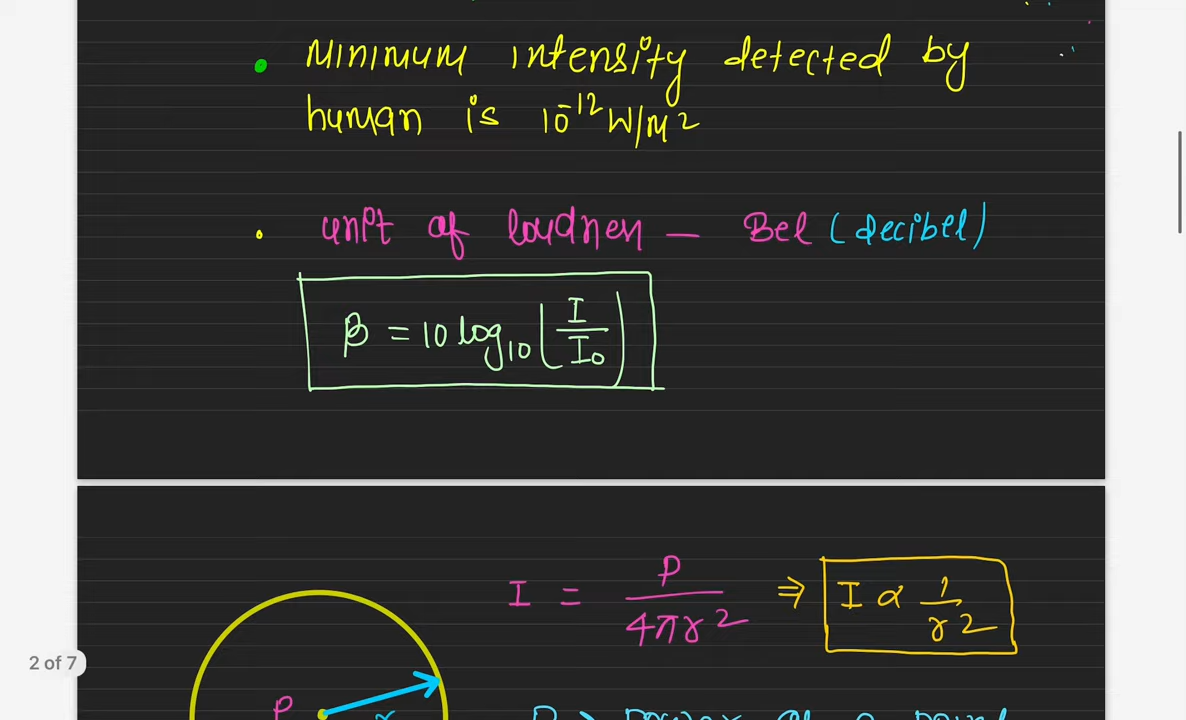 Minimum intensity detected by
human is 10⁻¹² W/m²
unit of loudness — Bel (decibel)
β = 10 log₁₀ (I/I₀)
I = P/4πr² ⇒ I ∝ 1/r²
2 of 7
P
r